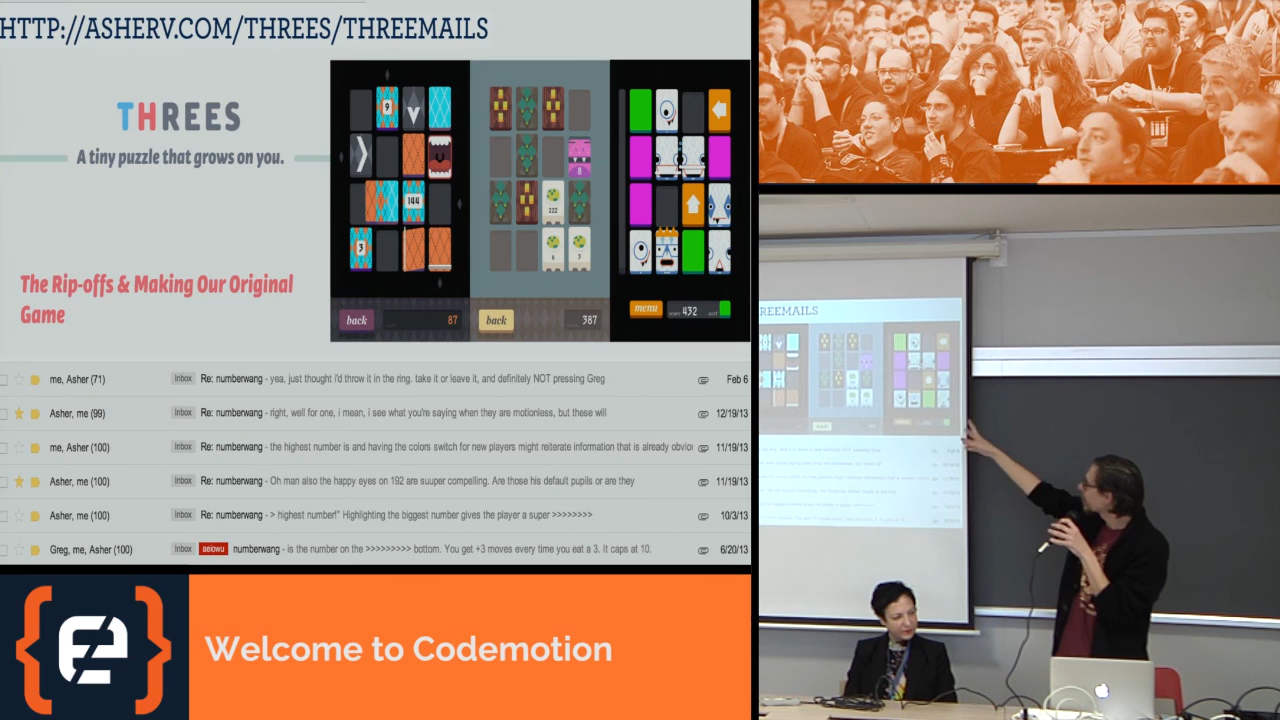 HTTP://ASHERV.COM/THREES/THREEMAILS
THREES
A tiny puzzle that grows on you.
The Rip-offs & Making Our Original
Game
9
144
3
back
87
8
222
6
3
back
387
menu
432
me, Asher (71) Inbox Re: numberwang - yea, just thought i'd throw it in the ring. take it or leave it, and definitely NOT pressing Greg Feb 6
Asher, me (99) Inbox Re: numberwang - right, well for one, i mean, i see what you're saying when they are motionless, but these will 12/19/13
me, Asher (100) Inbox Re: numberwang - the highest number is and having the colors switch for new players might reiterate information that is already obvio 11/19/13
Asher, me (100) Inbox Re: numberwang - Oh man also the happy eyes on 192 are suuper compelling. Are those his default pupils or are they 11/19/13
Asher, me (100) Inbox Re: numberwang - > highest number!" Highlighting the biggest number gives the player a super >>>>>>>> 10/3/13
Greg, me, Asher (100) Inbox aeiowu numberwang - is the number on the >>>>>>>>> bottom. You get +3 moves every time you eat a 3. It caps at 10. 6/20/13
Welcome to Codemotion
REEMAILS